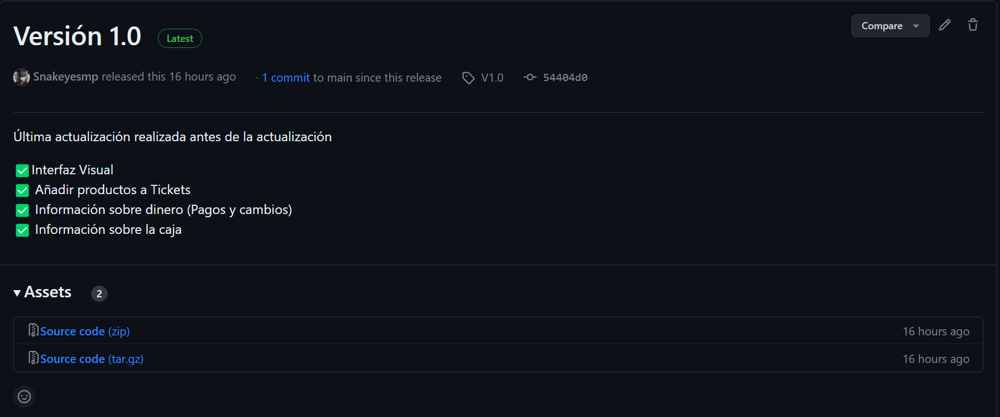 Versión 1.0 Latest Compare
Snakeyesmp released this 16 hours ago · 1 commit to main since this release V1.0 54404d0
Última actualización realizada antes de la actualización
Interfaz Visual
Añadir productos a Tickets
Información sobre dinero (Pagos y cambios)
Información sobre la caja
Assets 2
Source code (zip) 16 hours ago
Source code (tar.gz) 16 hours ago